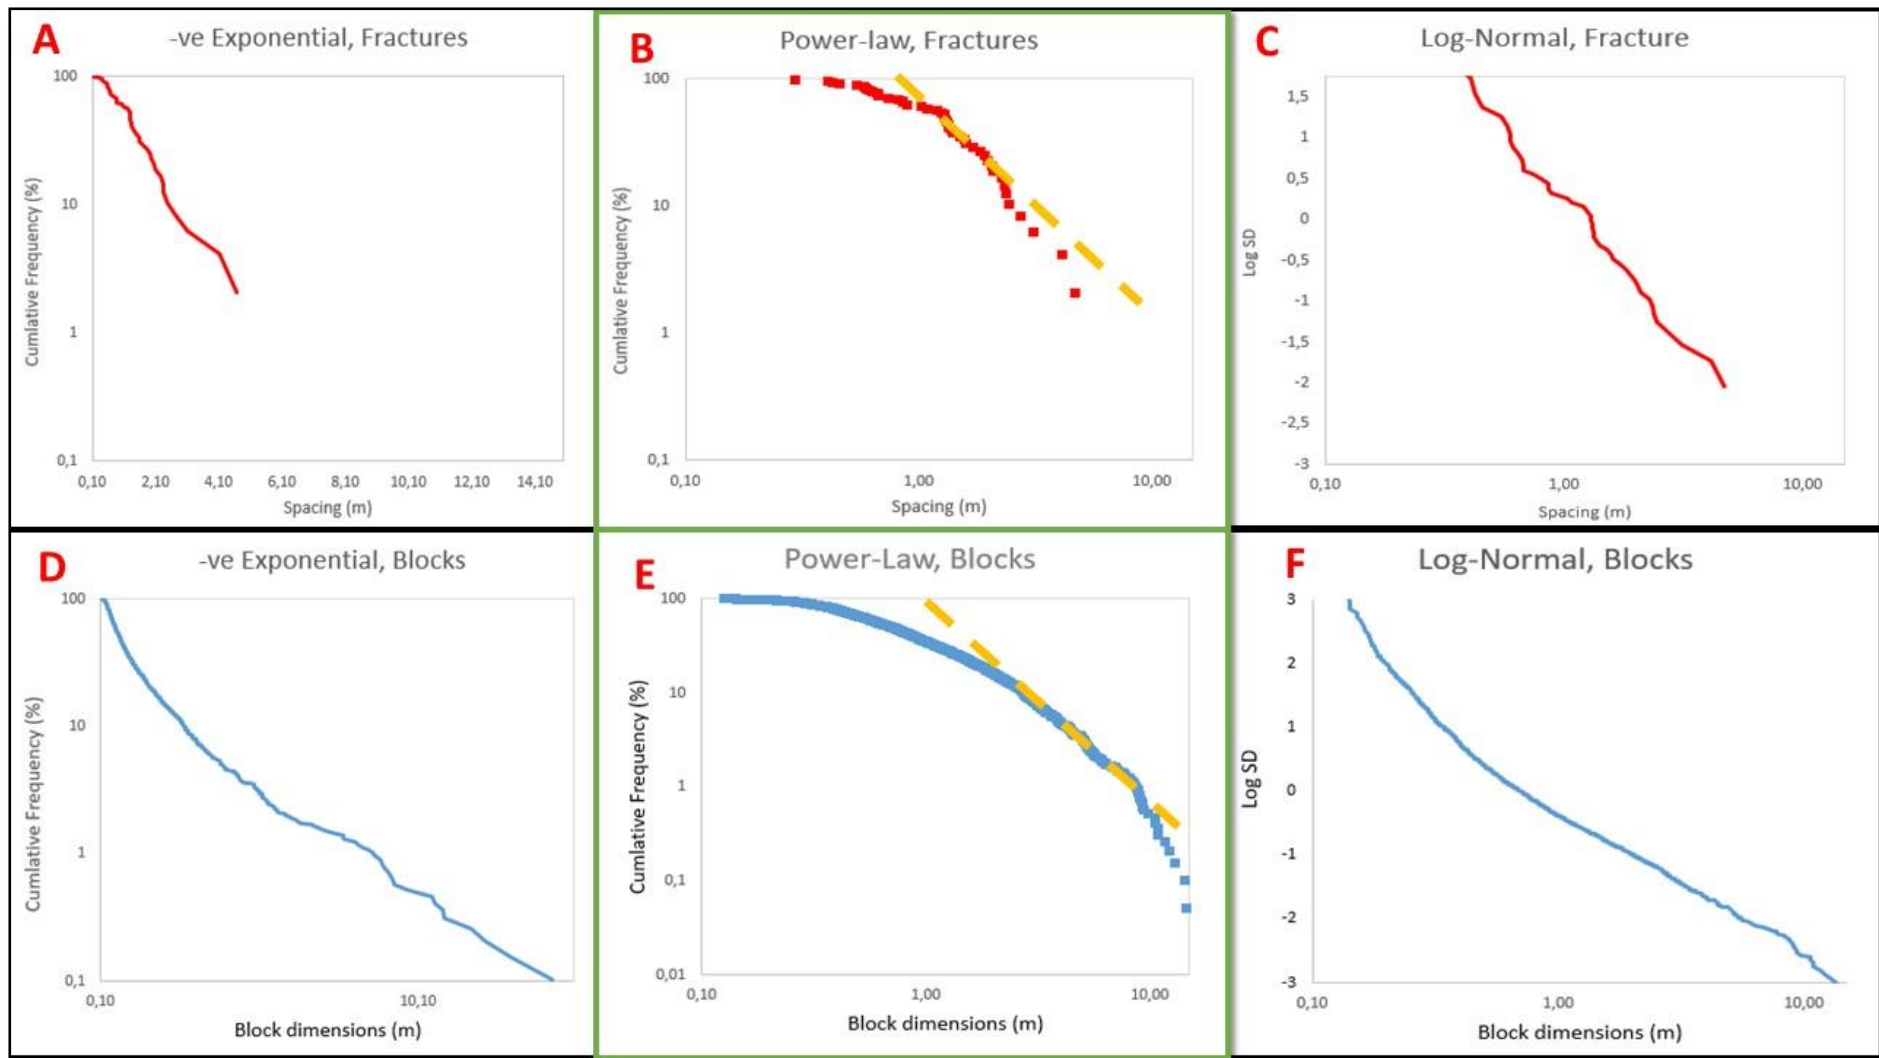 A
-ve Exponential, Fractures
Cumlative Frequency (%)
100
10
1
0,1
0,10 2,10 4,10 6,10 8,10 10,10 12,10 14,10
Spacing (m)
B
Power-law, Fractures
Cumlative Frequency (%)
100
10
1
0,1
0,10 1,00 10,00
Spacing (m)
C
Log-Normal, Fracture
Log SD
1,5
1
0,5
0
-0,5
-1
-1,5
-2
-2,5
-3
0,10 1,00 10,00
Spacing (m)
D
-ve Exponential, Blocks
Cumlative Frequency (%)
100
10
1
0,1
0,10 10,10
Block dimensions (m)
E
Power-Law, Blocks
Cumlative Frequency (%)
100
10
1
0,1
0,01
0,10 1,00 10,00
Block dimensions (m)
F
Log-Normal, Blocks
Log SD
3
2
1
0
-1
-2
-3
0,10 1,00 10,00
Block dimensions (m)